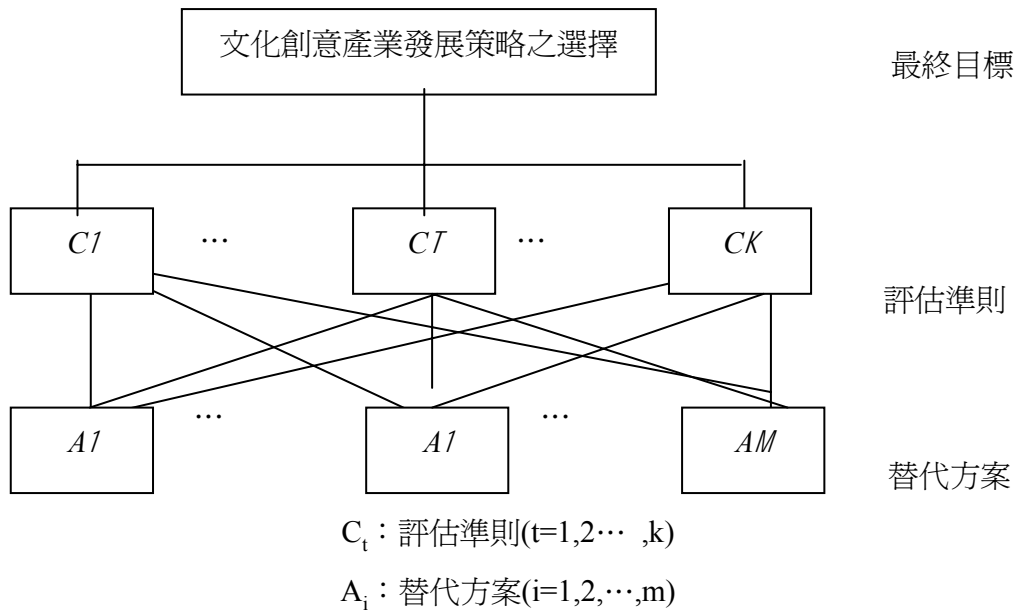 文化創意產業發展策略之選擇
最終目標
C1 … CT … CK
評估準則
A1 … A1 … AM
替代方案
Ct：評估準則(t=1,2… ,k)
Ai：替代方案(i=1,2,…,m)